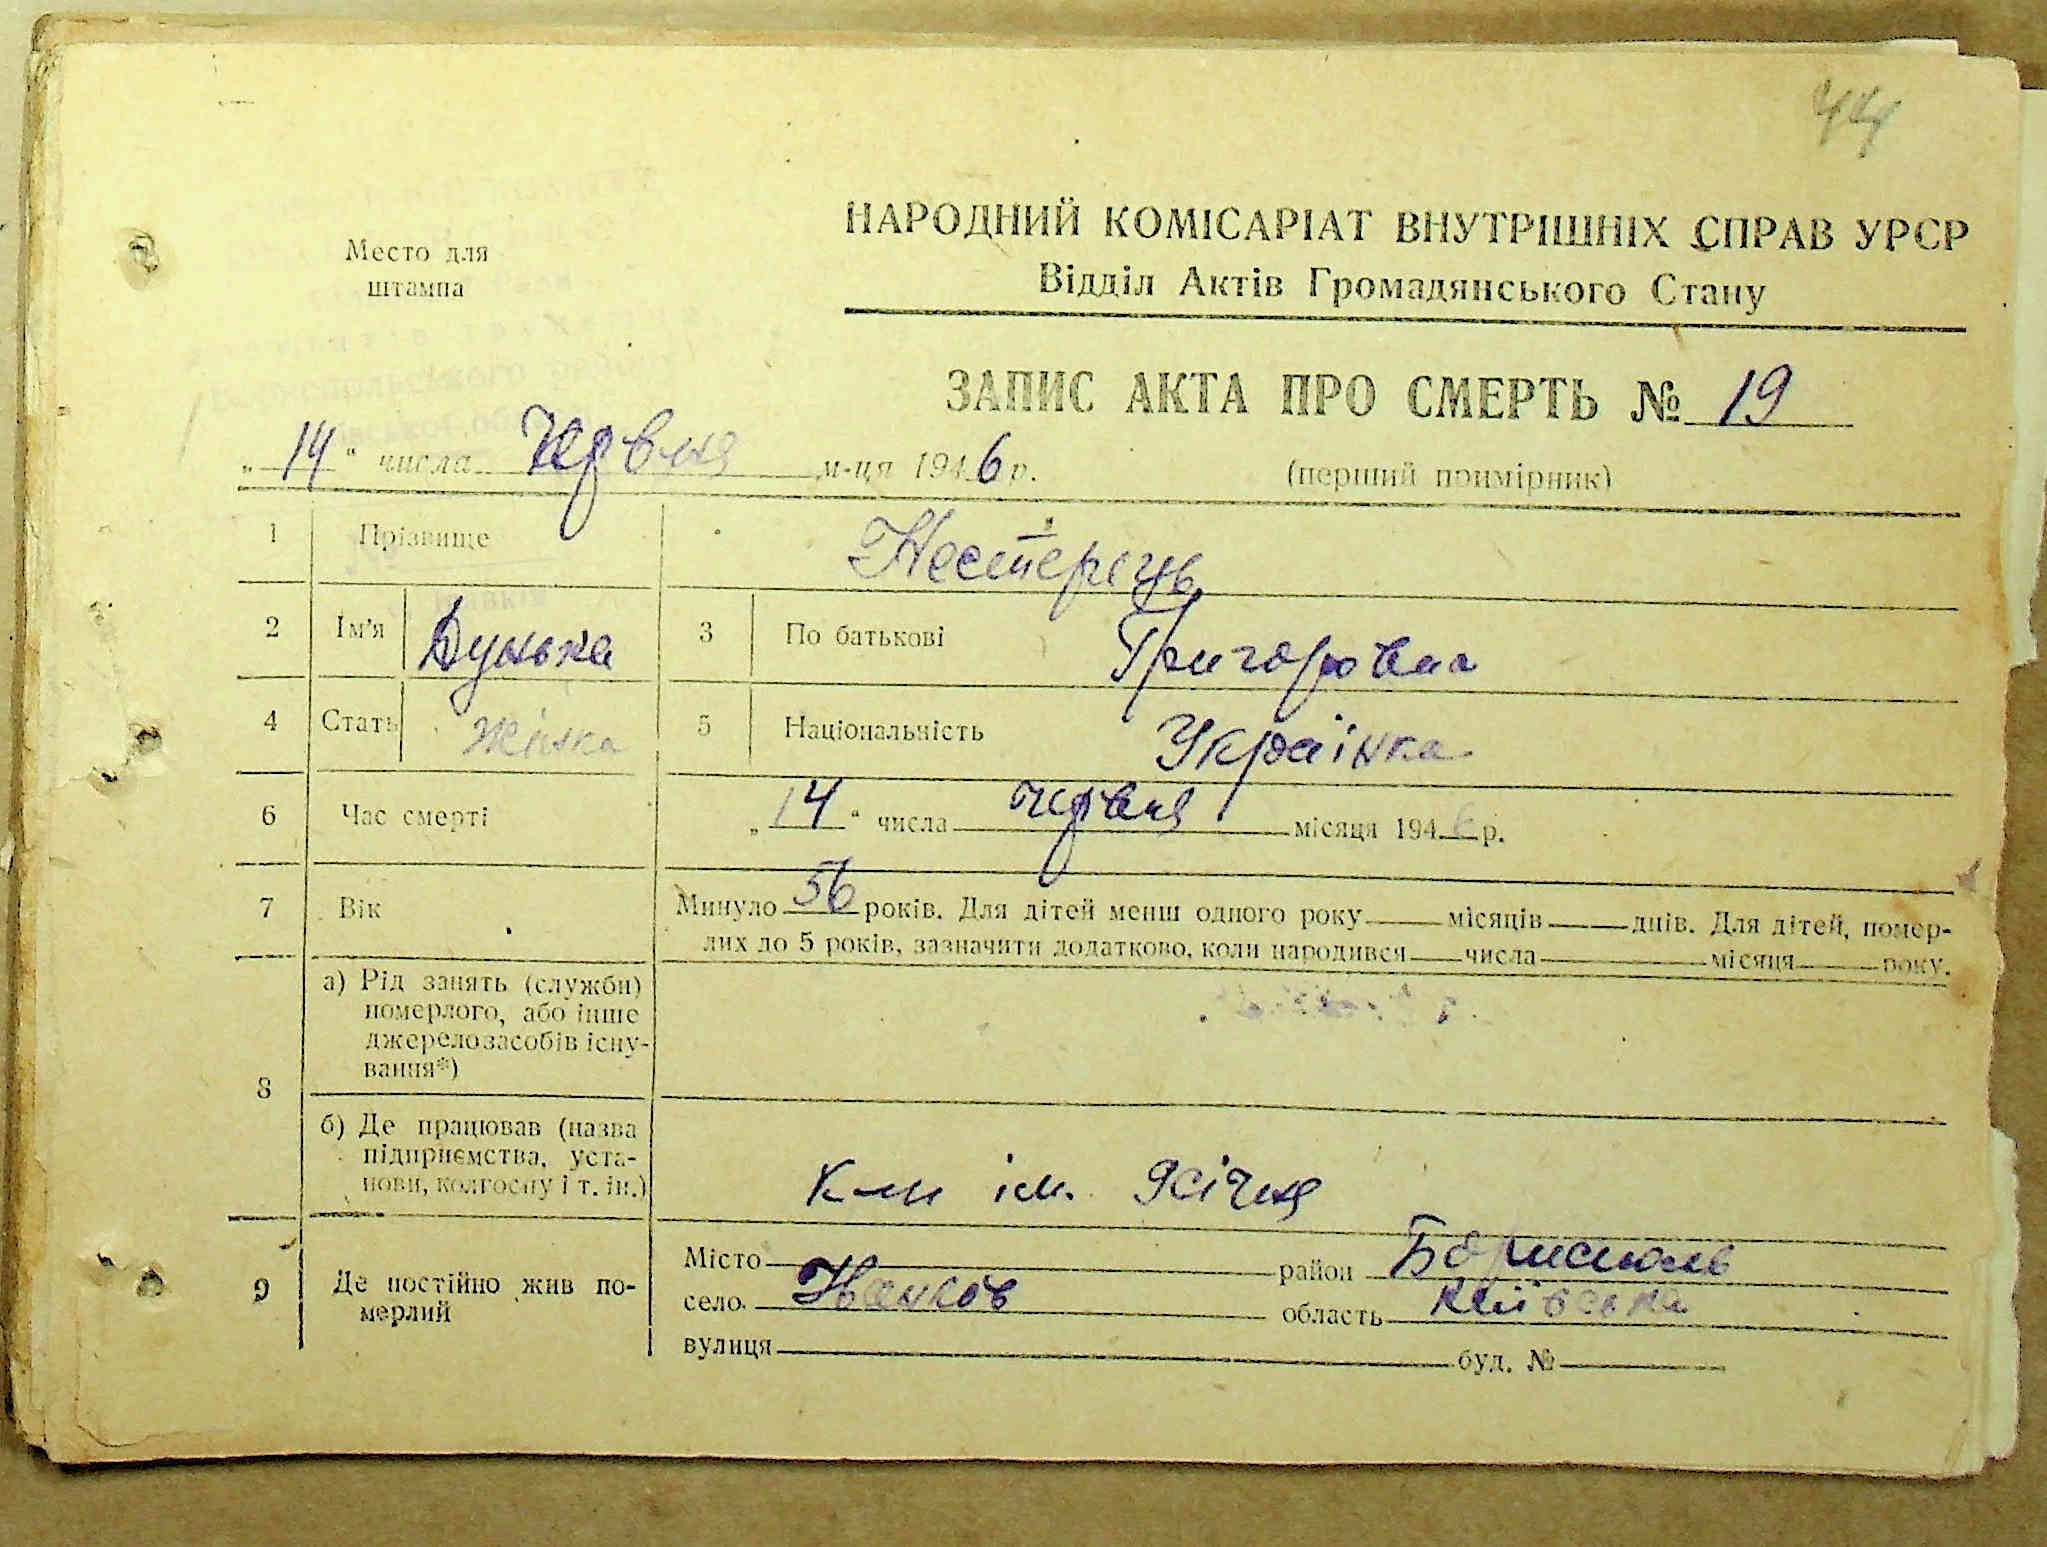 44
НАРОДНИЙ КОМІСАРІАТ ВНУТРІШНІХ СПРАВ УРСР
Відділ Актів Громадянського Стану
Место для
штампа
ЗАПИС АКТА ПРО СМЕРТЬ № 19
(перший примірник)
„14“ числа Червня м-ця 1946 р.
1 Прізвище Нестерець
2 Ім'я Дунька 3 По батькові Григоровна
4 Стать Жінка 5 Національність Українка
6 Час смерті „14“ числа червня місяця 1946 р.
7 Вік Минуло 56 років. Для дітей менш одного року місяців днів. Для дітей, помер-
лих до 5 років, зазначити додатково, коли народився числа місяця року.
8 а) Рід занять (служби)
померлого, або інше
джерело засобів існу-
вання*)
б) Де працював (назва
підприємства, уста-
нови, колгоспу і т. ін.)
ім. 9 січня
9 Де постійно жив по-
мерлий
Місто район Бориспіль
село область Київська
вулиця буд. №